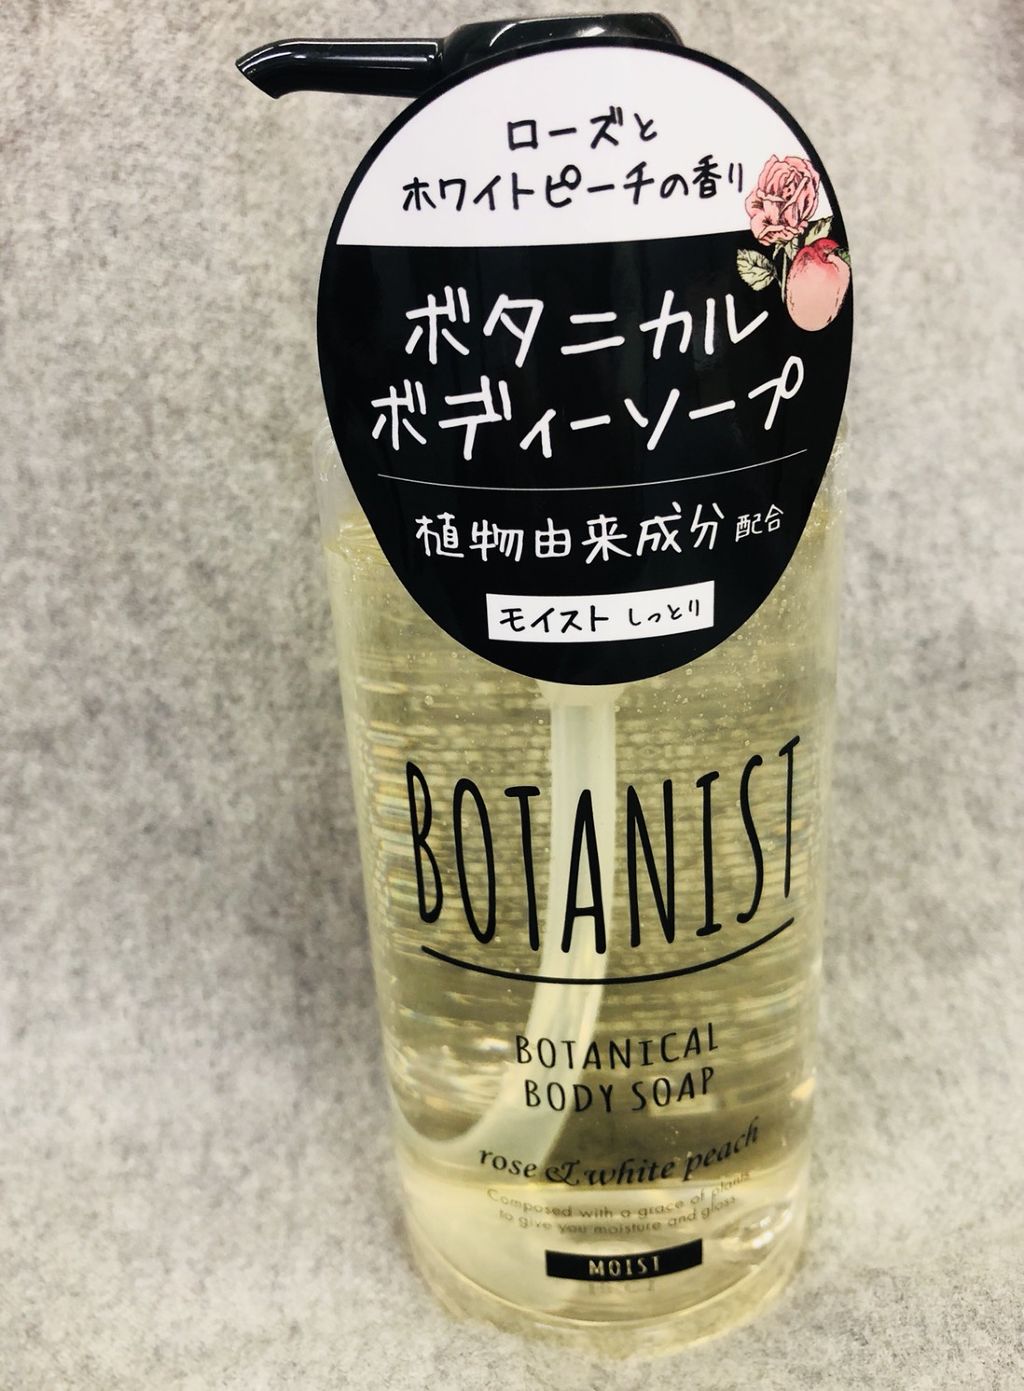 ローズと
ホワイトピーチの香り
ボタニカル
ボディーソープ
植物由来成分 配合
モイスト しっとり
BOTANIST
BOTANICAL
BODY SOAP
rose & white peach
Composed with a grace of plants
to give you moisture and gloss.
MOIST